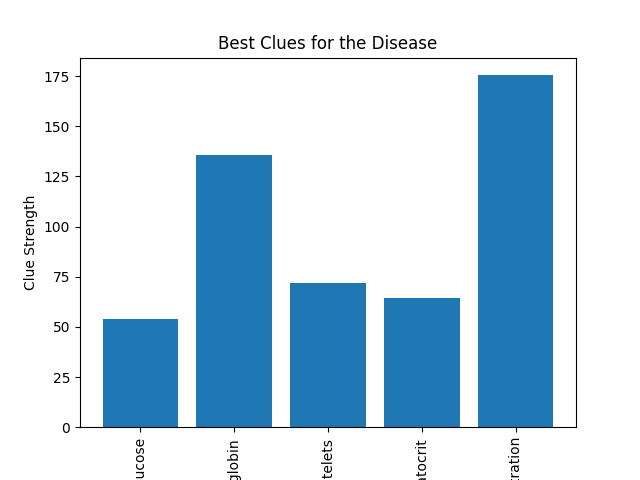 Best Clues for the Disease
Clue Strength
175
150
125
100
75
50
25
0
ucose
globin
telets
atocrit
tration